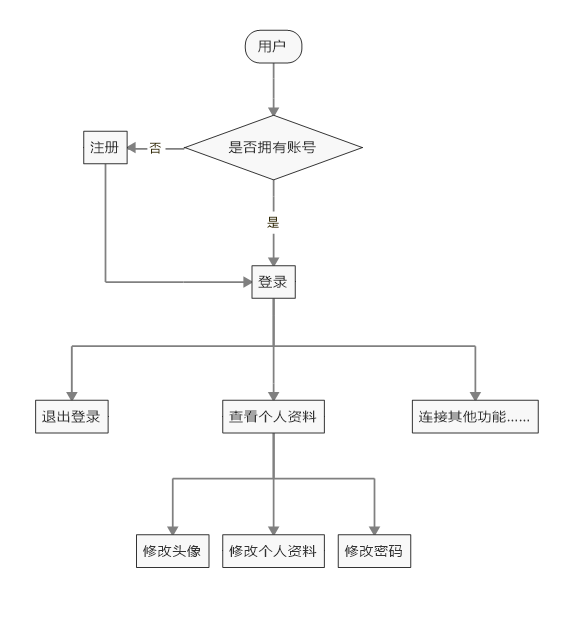 用户
是否拥有账号
注册
否
是
登录
退出登录
查看个人资料
连接其他功能......
修改头像
修改个人资料
修改密码